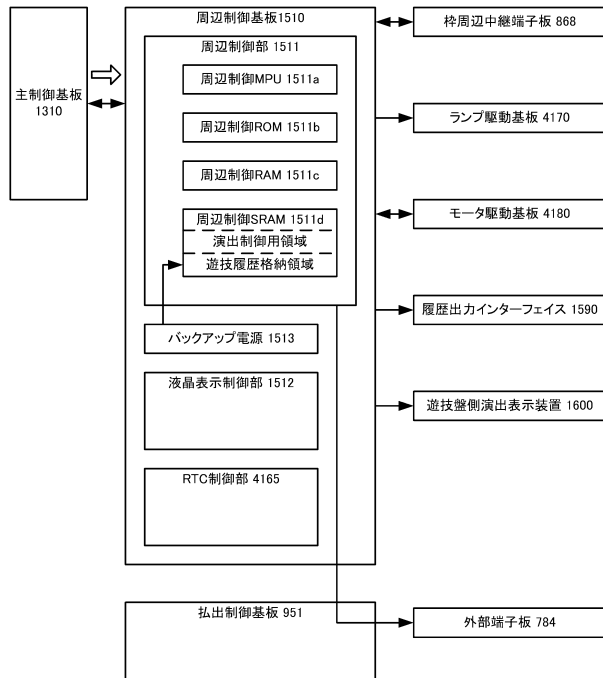 周辺制御基板1510
周辺制御部 1511
周辺制御MPU 1511a
周辺制御ROM 1511b
周辺制御RAM 1511c
周辺制御SRAM 1511d
演出制御用領域
遊技履歴格納領域
バックアップ電源 1513
液晶表示制御部 1512
RTC制御部 4165
主制御基板
1310
枠周辺中継端子板 868
ランプ駆動基板 4170
モータ駆動基板 4180
履歴出力インターフェイス 1590
遊技盤側演出表示装置 1600
払出制御基板 951
外部端子板 784